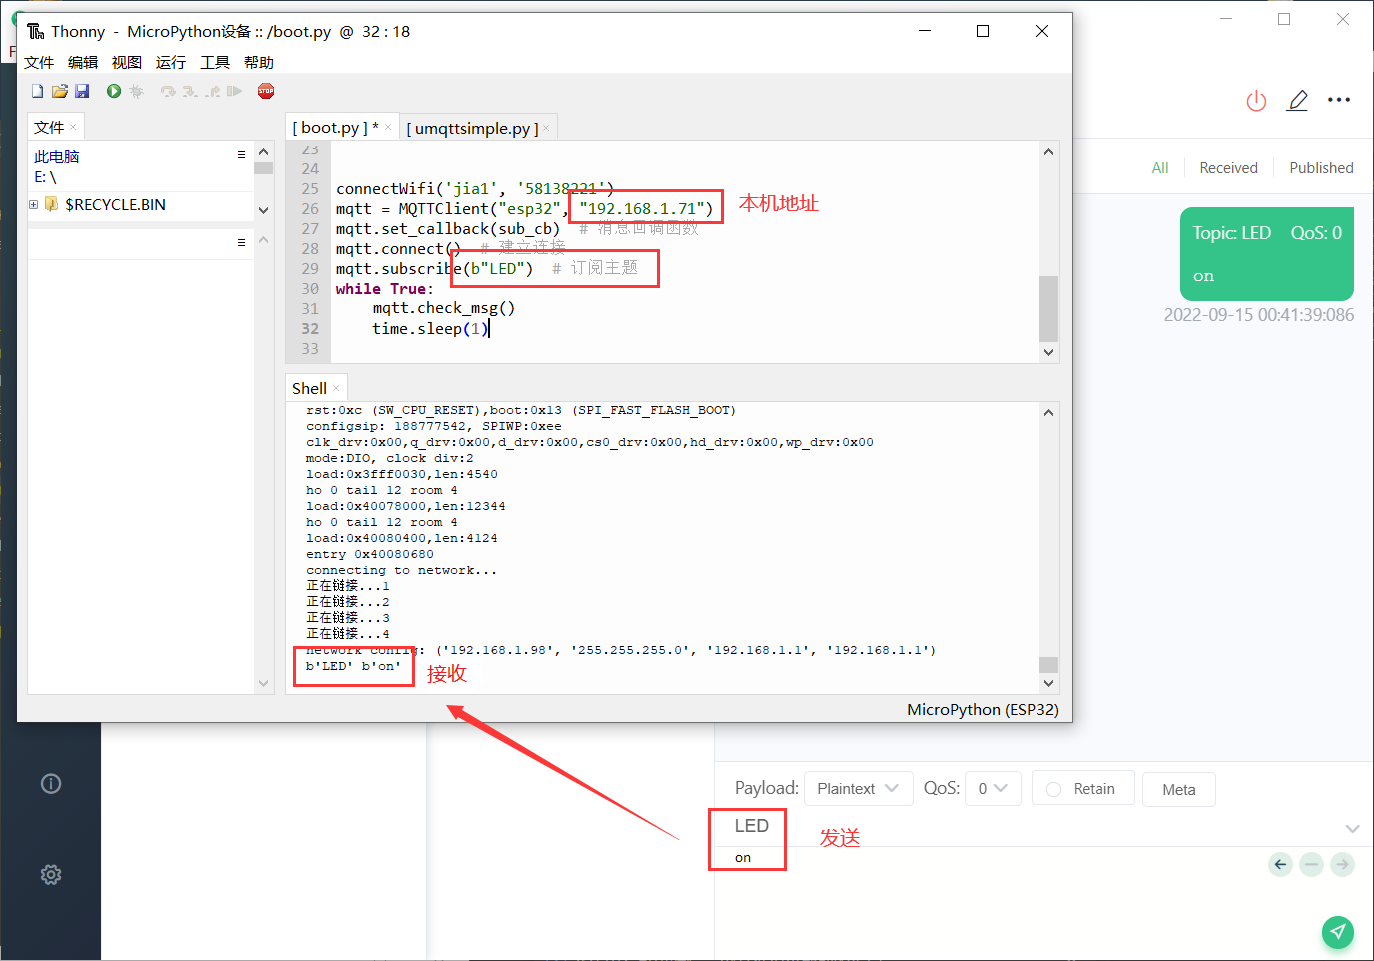 Thonny - MicroPython设备 :: /boot.py @ 32 : 18
文件 编辑 视图 运行 工具 帮助
文件
此电脑
E: \
$RECYCLE.BIN
[ boot.py ] *
[ umqttsimple.py ]
23
24
25 connectWifi('jia1', '58138221')
26 mqtt = MQTTClient("esp32", "192.168.1.71")
本机地址
27 mqtt.set_callback(sub_cb) # 消息回调函数
28 mqtt.connect() # 建立连接
29 mqtt.subscribe(b"LED") # 订阅主题
30 while True:
31 mqtt.check_msg()
32 time.sleep(1)
33
Shell
rst:0xc (SW_CPU_RESET),boot:0x13 (SPI_FAST_FLASH_BOOT)
configsip: 188777542, SPIWP:0xee
clk_drv:0x00,q_drv:0x00,d_drv:0x00,cs0_drv:0x00,hd_drv:0x00,wp_drv:0x00
mode:DIO, clock div:2
load:0x3fff0030,len:4540
ho 0 tail 12 room 4
load:0x40078000,len:12344
ho 0 tail 12 room 4
load:0x40080400,len:4124
entry 0x40080680
connecting to network...
正在链接...1
正在链接...2
正在链接...3
正在链接...4
network config: ('192.168.1.98', '255.255.255.0', '192.168.1.1', '192.168.1.1')
b'LED' b'on'
接收
MicroPython (ESP32)
All
Received
Published
Topic: LED QoS: 0
on
2022-09-15 00:41:39:086
Payload: Plaintext QoS: 0 Retain Meta
LED
发送
on
F
STOP